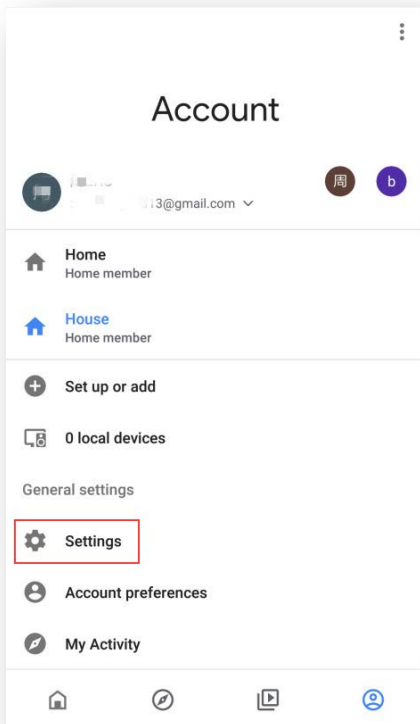 Account
周
b
13@gmail.com
Home
Home member
House
Home member
Set up or add
0 local devices
General settings
Settings
Account preferences
My Activity